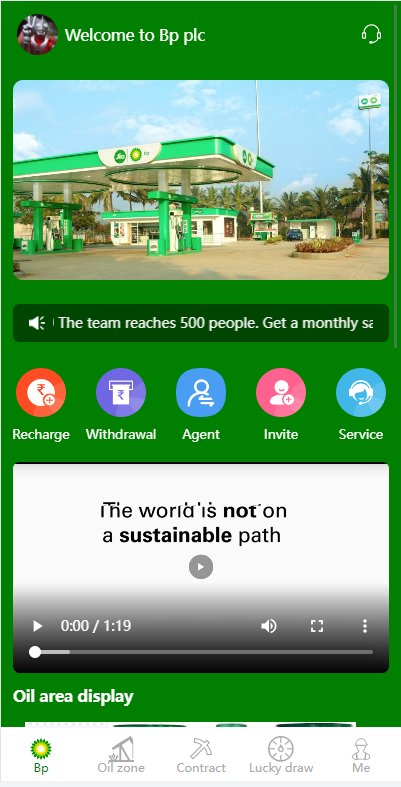 Welcome to Bp plc
Jio
bp
The team reaches 500 people. Get a monthly sa
Recharge
Withdrawal
Agent
Invite
Service
The world is not on
a sustainable path
0:00 / 1:19
Oil area display
Bp
Oil zone
Contract
Lucky draw
Me